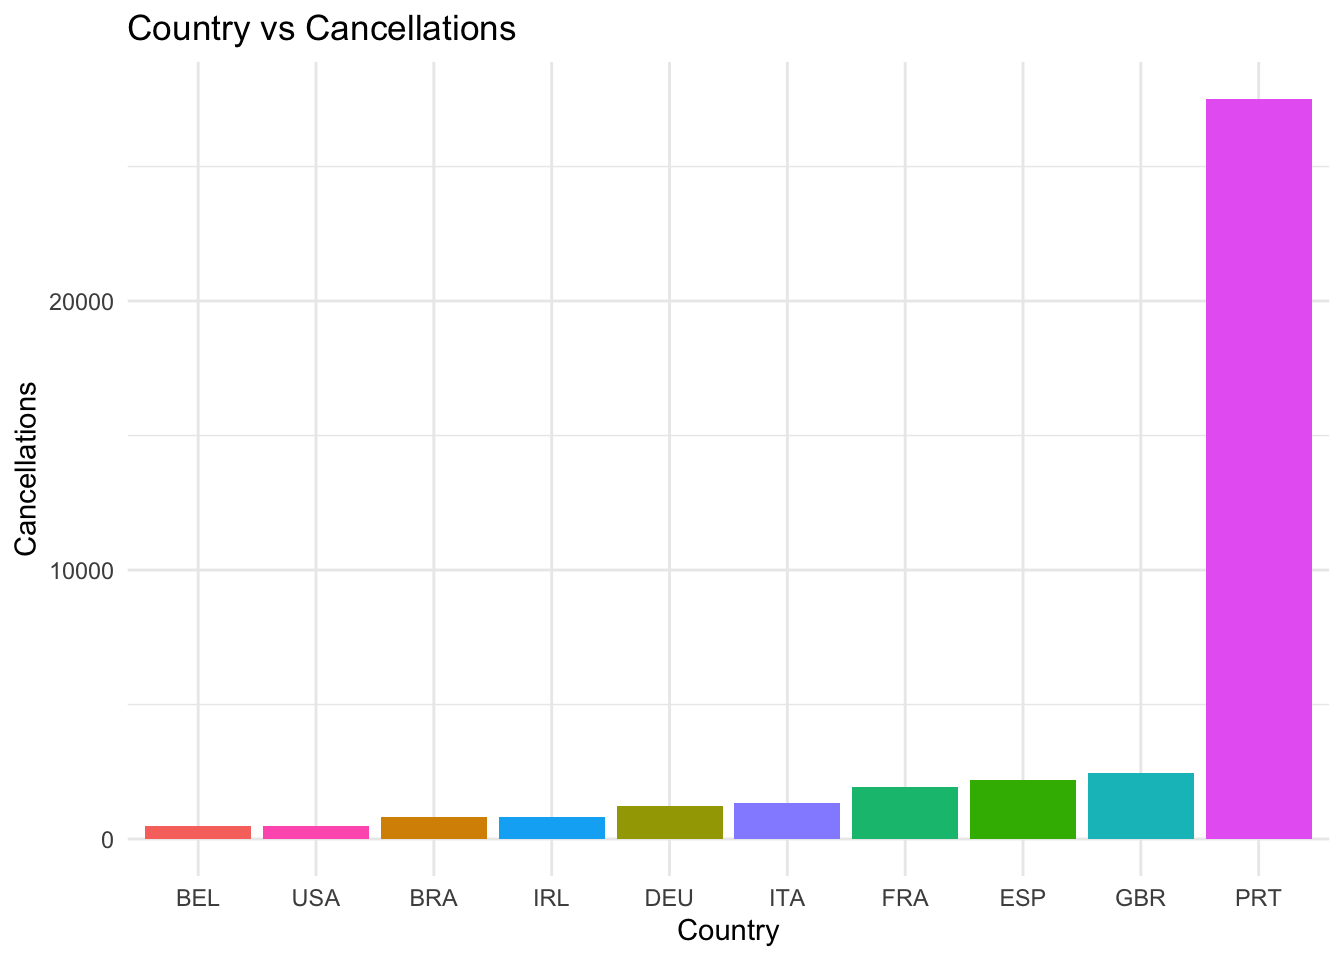 Country vs Cancellations
20000
10000
0
Cancellations
BEL USA BRA IRL DEU ITA FRA ESP GBR PRT
Country